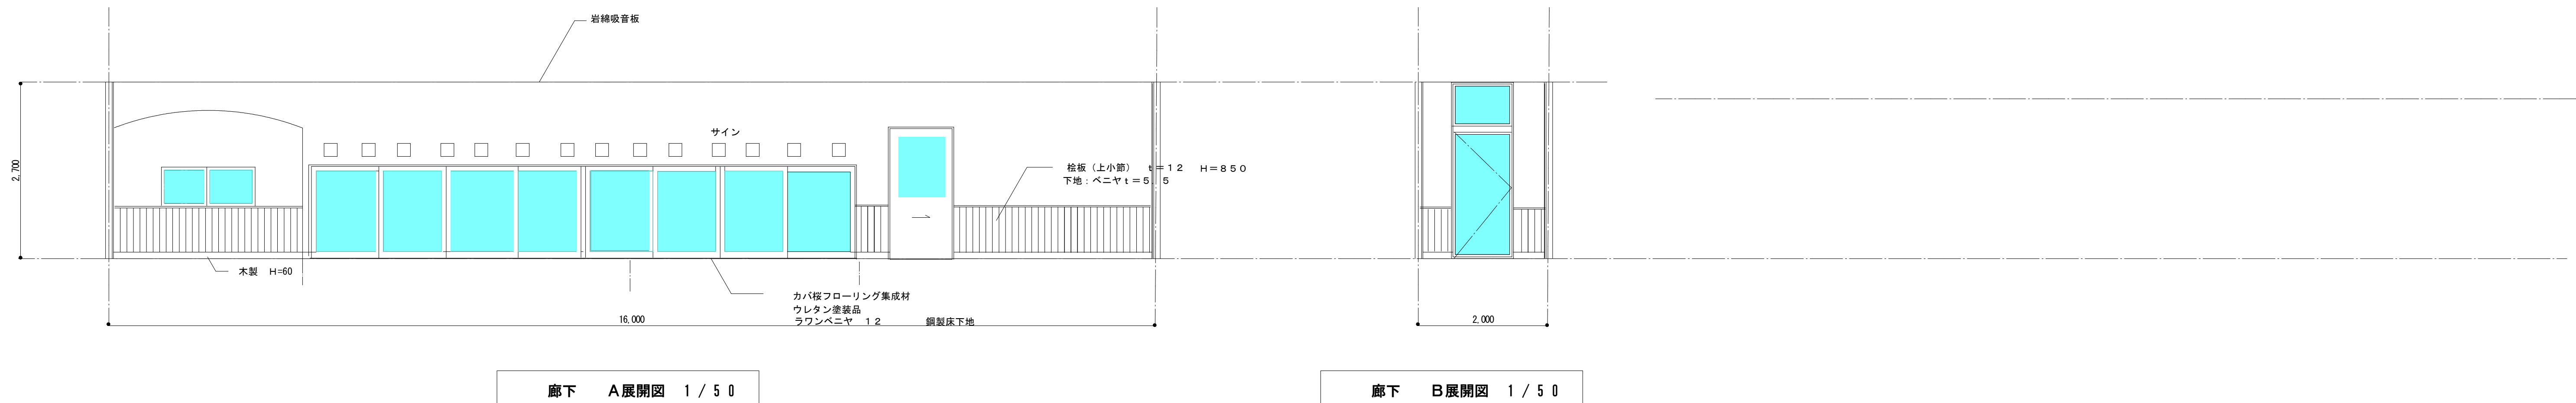 岩綿吸音板
サイン
2,700
桧板（上小節）　ｔ＝１２　Ｈ＝８５０
下地：ベニヤｔ＝５．５
木製　Ｈ=60
カバ桜フローリング集成材
ウレタン塗装品
ラワンベニヤ　１２　鋼製床下地
16,000
2,000
廊下　Ａ展開図　１／５０
廊下　Ｂ展開図　１／５０